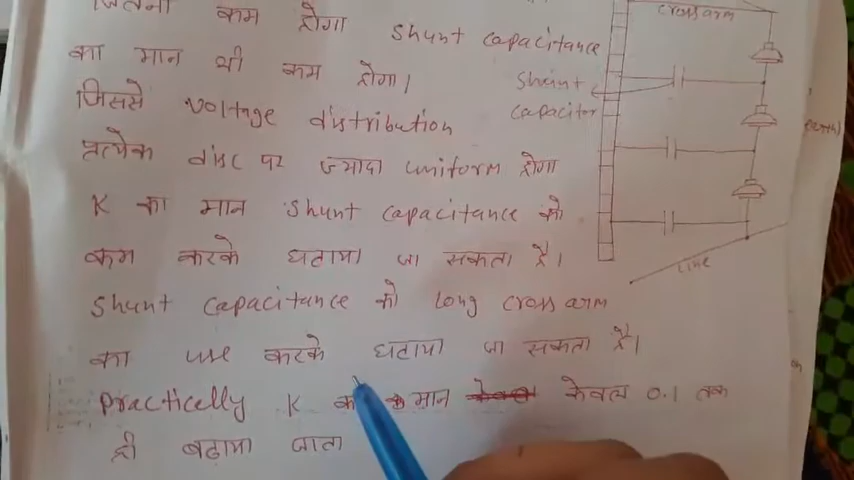 जितना कम होगा shunt capacitance
का मान भी कम होगा।
जिससे voltage distribution
प्रत्येक disc पर ज्यादा uniform होगा
K का मान shunt capacitance को
कम करके घटाया जा सकता है।
shunt capacitance को long cross arm
का use करके घटाया जा सकता है।
Practically K का मान केवल 0.1 तक
ही बढाया जाता
cross arm
shunt
capacitor
Line